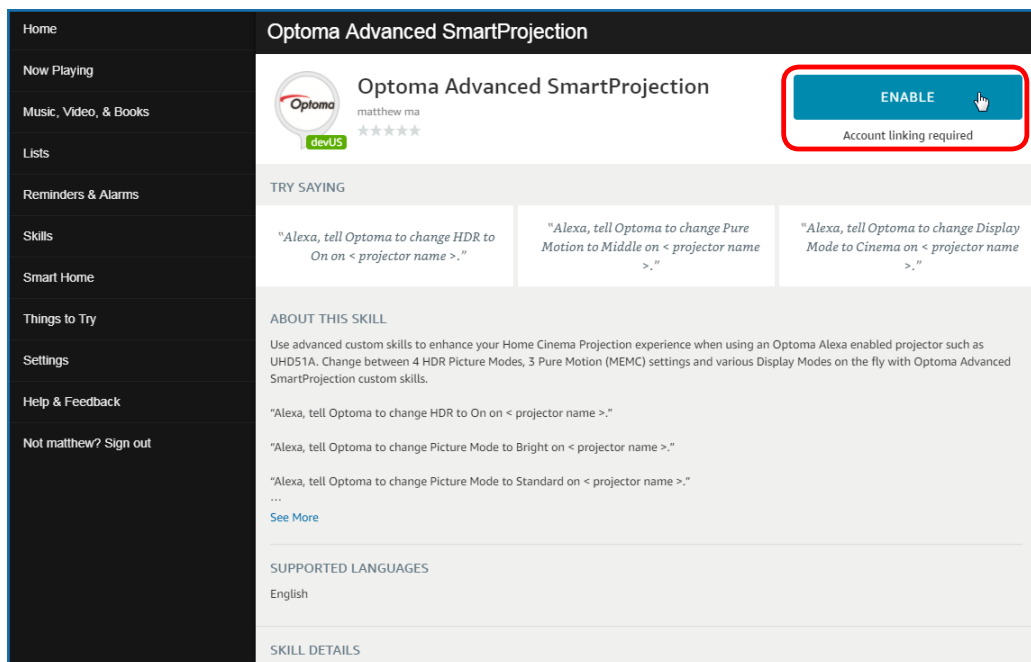 Home
Now Playing
Music, Video, & Books
Lists
Reminders & Alarms
Skills
Smart Home
Things to Try
Settings
Help & Feedback
Not matthew? Sign out
Optoma Advanced SmartProjection
Optoma
devUS
Optoma Advanced SmartProjection
matthew ma
ENABLE
Account linking required
TRY SAYING
"Alexa, tell Optoma to change HDR to
On on < projector name >."
"Alexa, tell Optoma to change Pure
Motion to Middle on < projector name
>."
"Alexa, tell Optoma to change Display
Mode to Cinema on < projector name
>."
ABOUT THIS SKILL
Use advanced custom skills to enhance your Home Cinema Projection experience when using an Optoma Alexa enabled projector such as
UHD51A. Change between 4 HDR Picture Modes, 3 Pure Motion (MEMC) settings and various Display Modes on the fly with Optoma Advanced
SmartProjection custom skills.
“Alexa, tell Optoma to change HDR to On on < projector name >.”
“Alexa, tell Optoma to change Picture Mode to Bright on < projector name >.”
“Alexa, tell Optoma to change Picture Mode to Standard on < projector name >.”
...
See More
SUPPORTED LANGUAGES
English
SKILL DETAILS